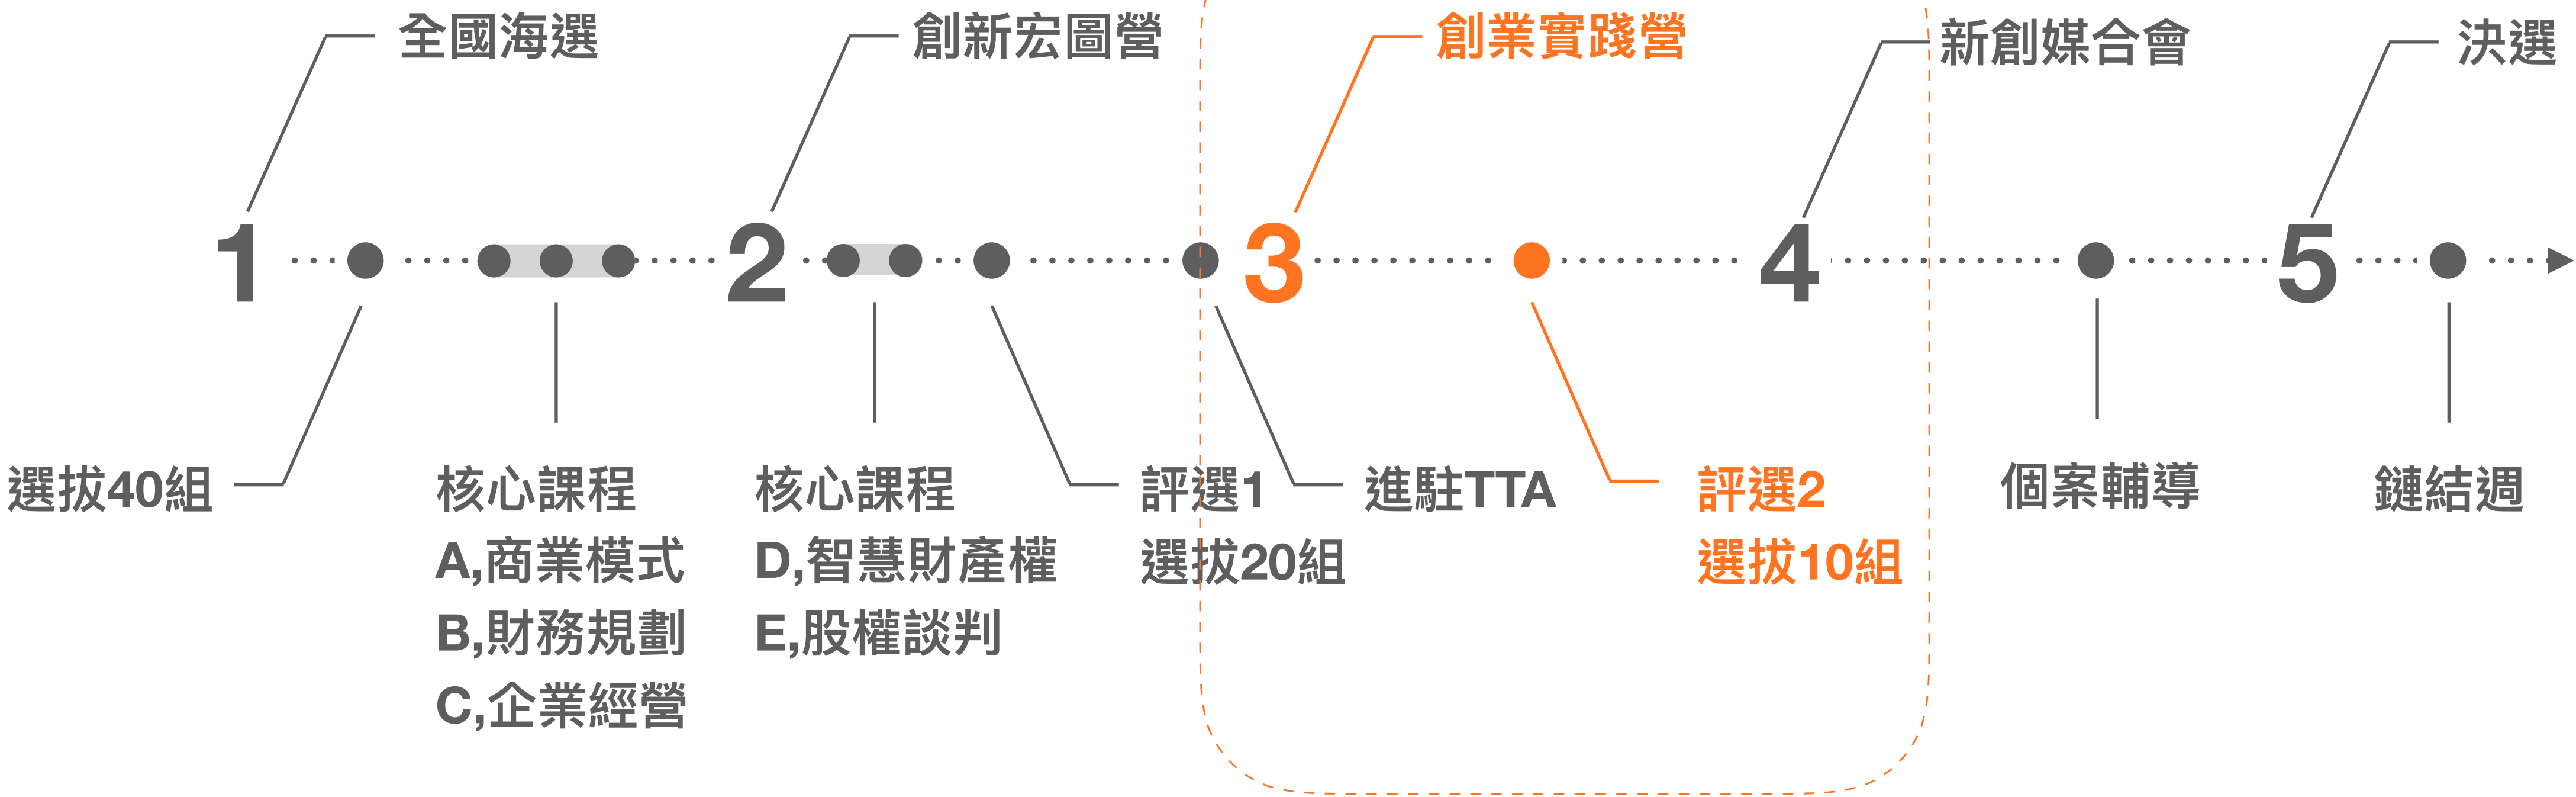 全國海選
創新宏圖營
創業實踐營
新創媒合會
決選
1
2
3
4
5
選拔40組
核心課程
A,商業模式
B,財務規劃
C,企業經營
核心課程
D,智慧財產權
E,股權談判
評選1
選拔20組
進駐TTA
評選2
選拔10組
個案輔導
鏈結週